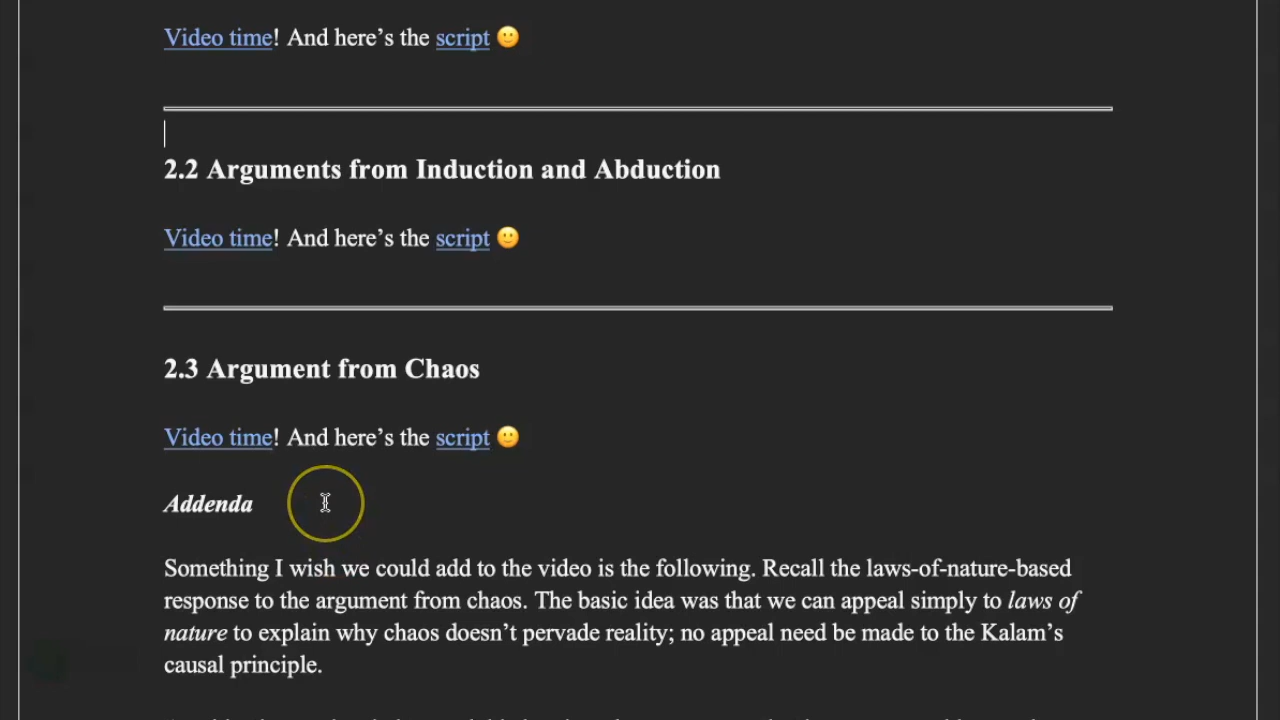 Video time! And here’s the script 🙂
2.2 Arguments from Induction and Abduction
Video time! And here’s the script 🙂
2.3 Argument from Chaos
Video time! And here’s the script 🙂
Addenda
Something I wish we could add to the video is the following. Recall the laws-of-nature-based
response to the argument from chaos. The basic idea was that we can appeal simply to laws of
nature to explain why chaos doesn’t pervade reality; no appeal need be made to the Kalam’s
causal principle.